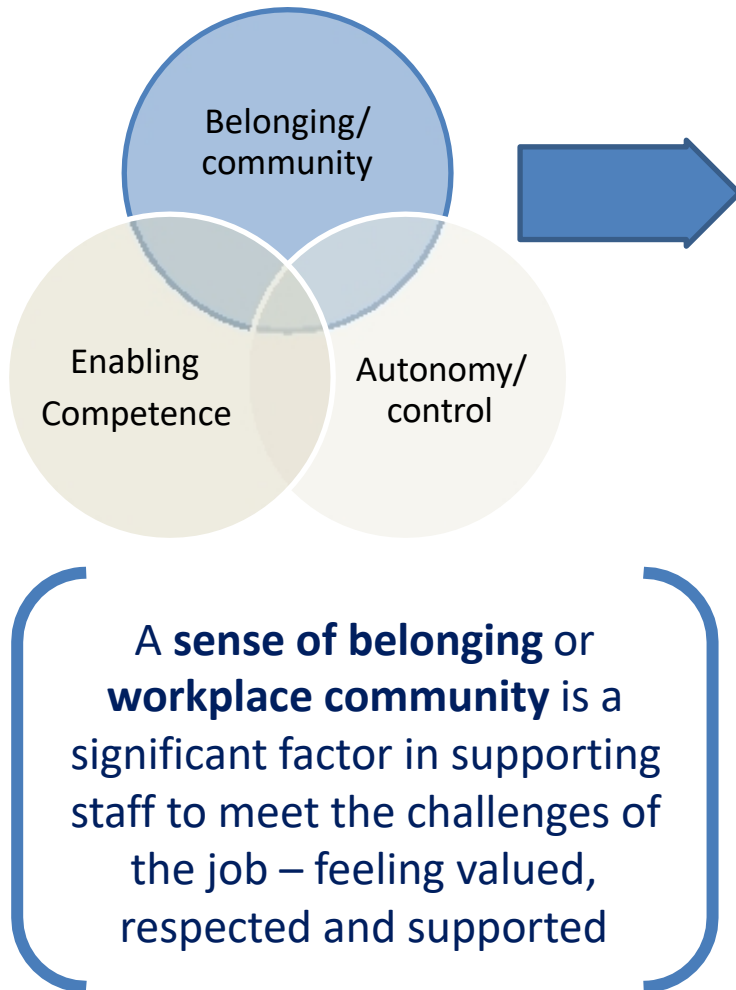 Belonging/
community
Enabling
Competence
Autonomy/
control
A sense of belonging or
workplace community is a
significant factor in supporting
staff to meet the challenges of
the job – feeling valued,
respected and supported